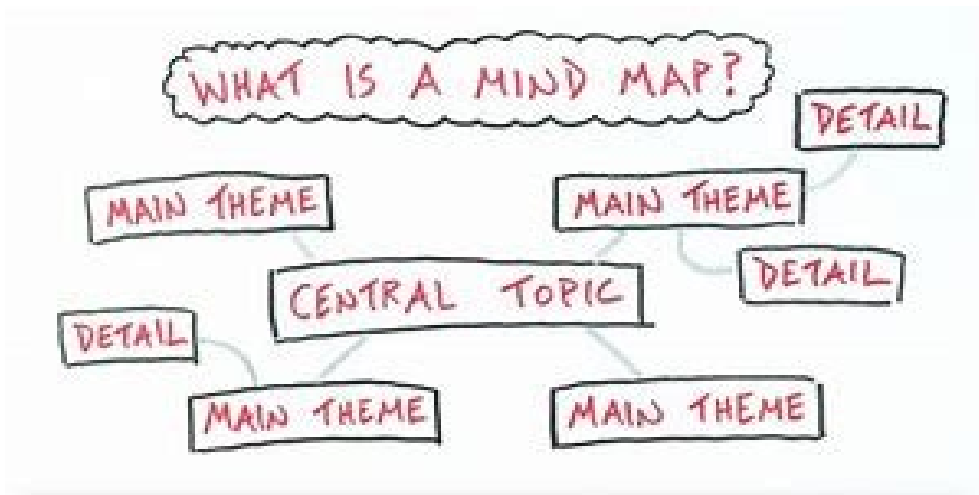 WHAT IS A MIND MAP?
DETAIL
MAIN THEME
MAIN THEME
DETAIL
CENTRAL TOPIC
DETAIL
MAIN THEME
MAIN THEME